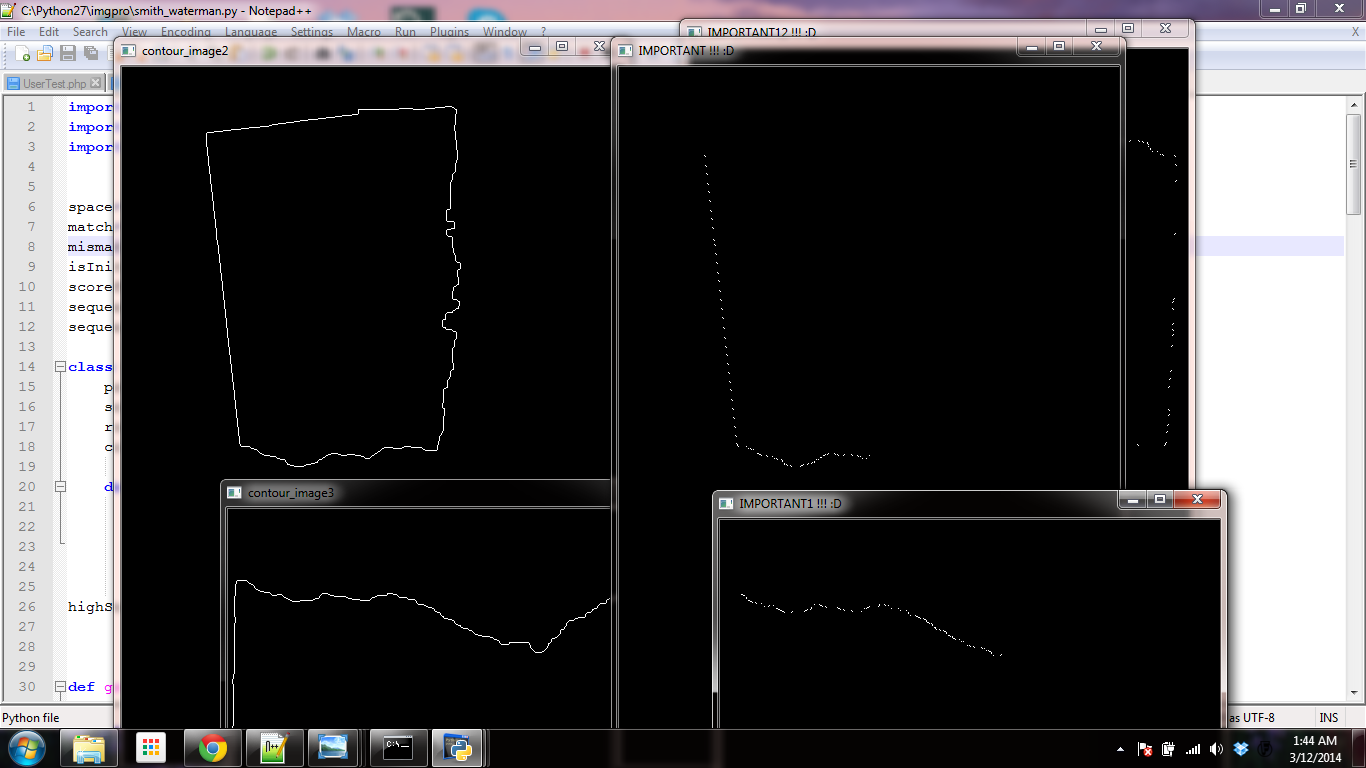 C:\Python27\imgpro\smith_waterman.py - Notepad++
File Edit Search View Encoding Language Settings Macro Run Plugins Window ?
X
UserTest.php
contour_image2
IMPORTANT !!! :D
IMPORTANT12 !!! :D
contour_image3
IMPORTANT1 !!! :D
1 impor
2 impor
3 impor
4
5
6 space
7 match
8 misma
9 isIni
10 score
11 seque
12 seque
13
14 class
15 p
16 s
17 r
18 c
19
20 d
21
22
23
24
25
26 highS
27
28
29
30 def g
Python file
as UTF-8 INS
C:\
1:44 AM
3/12/2014